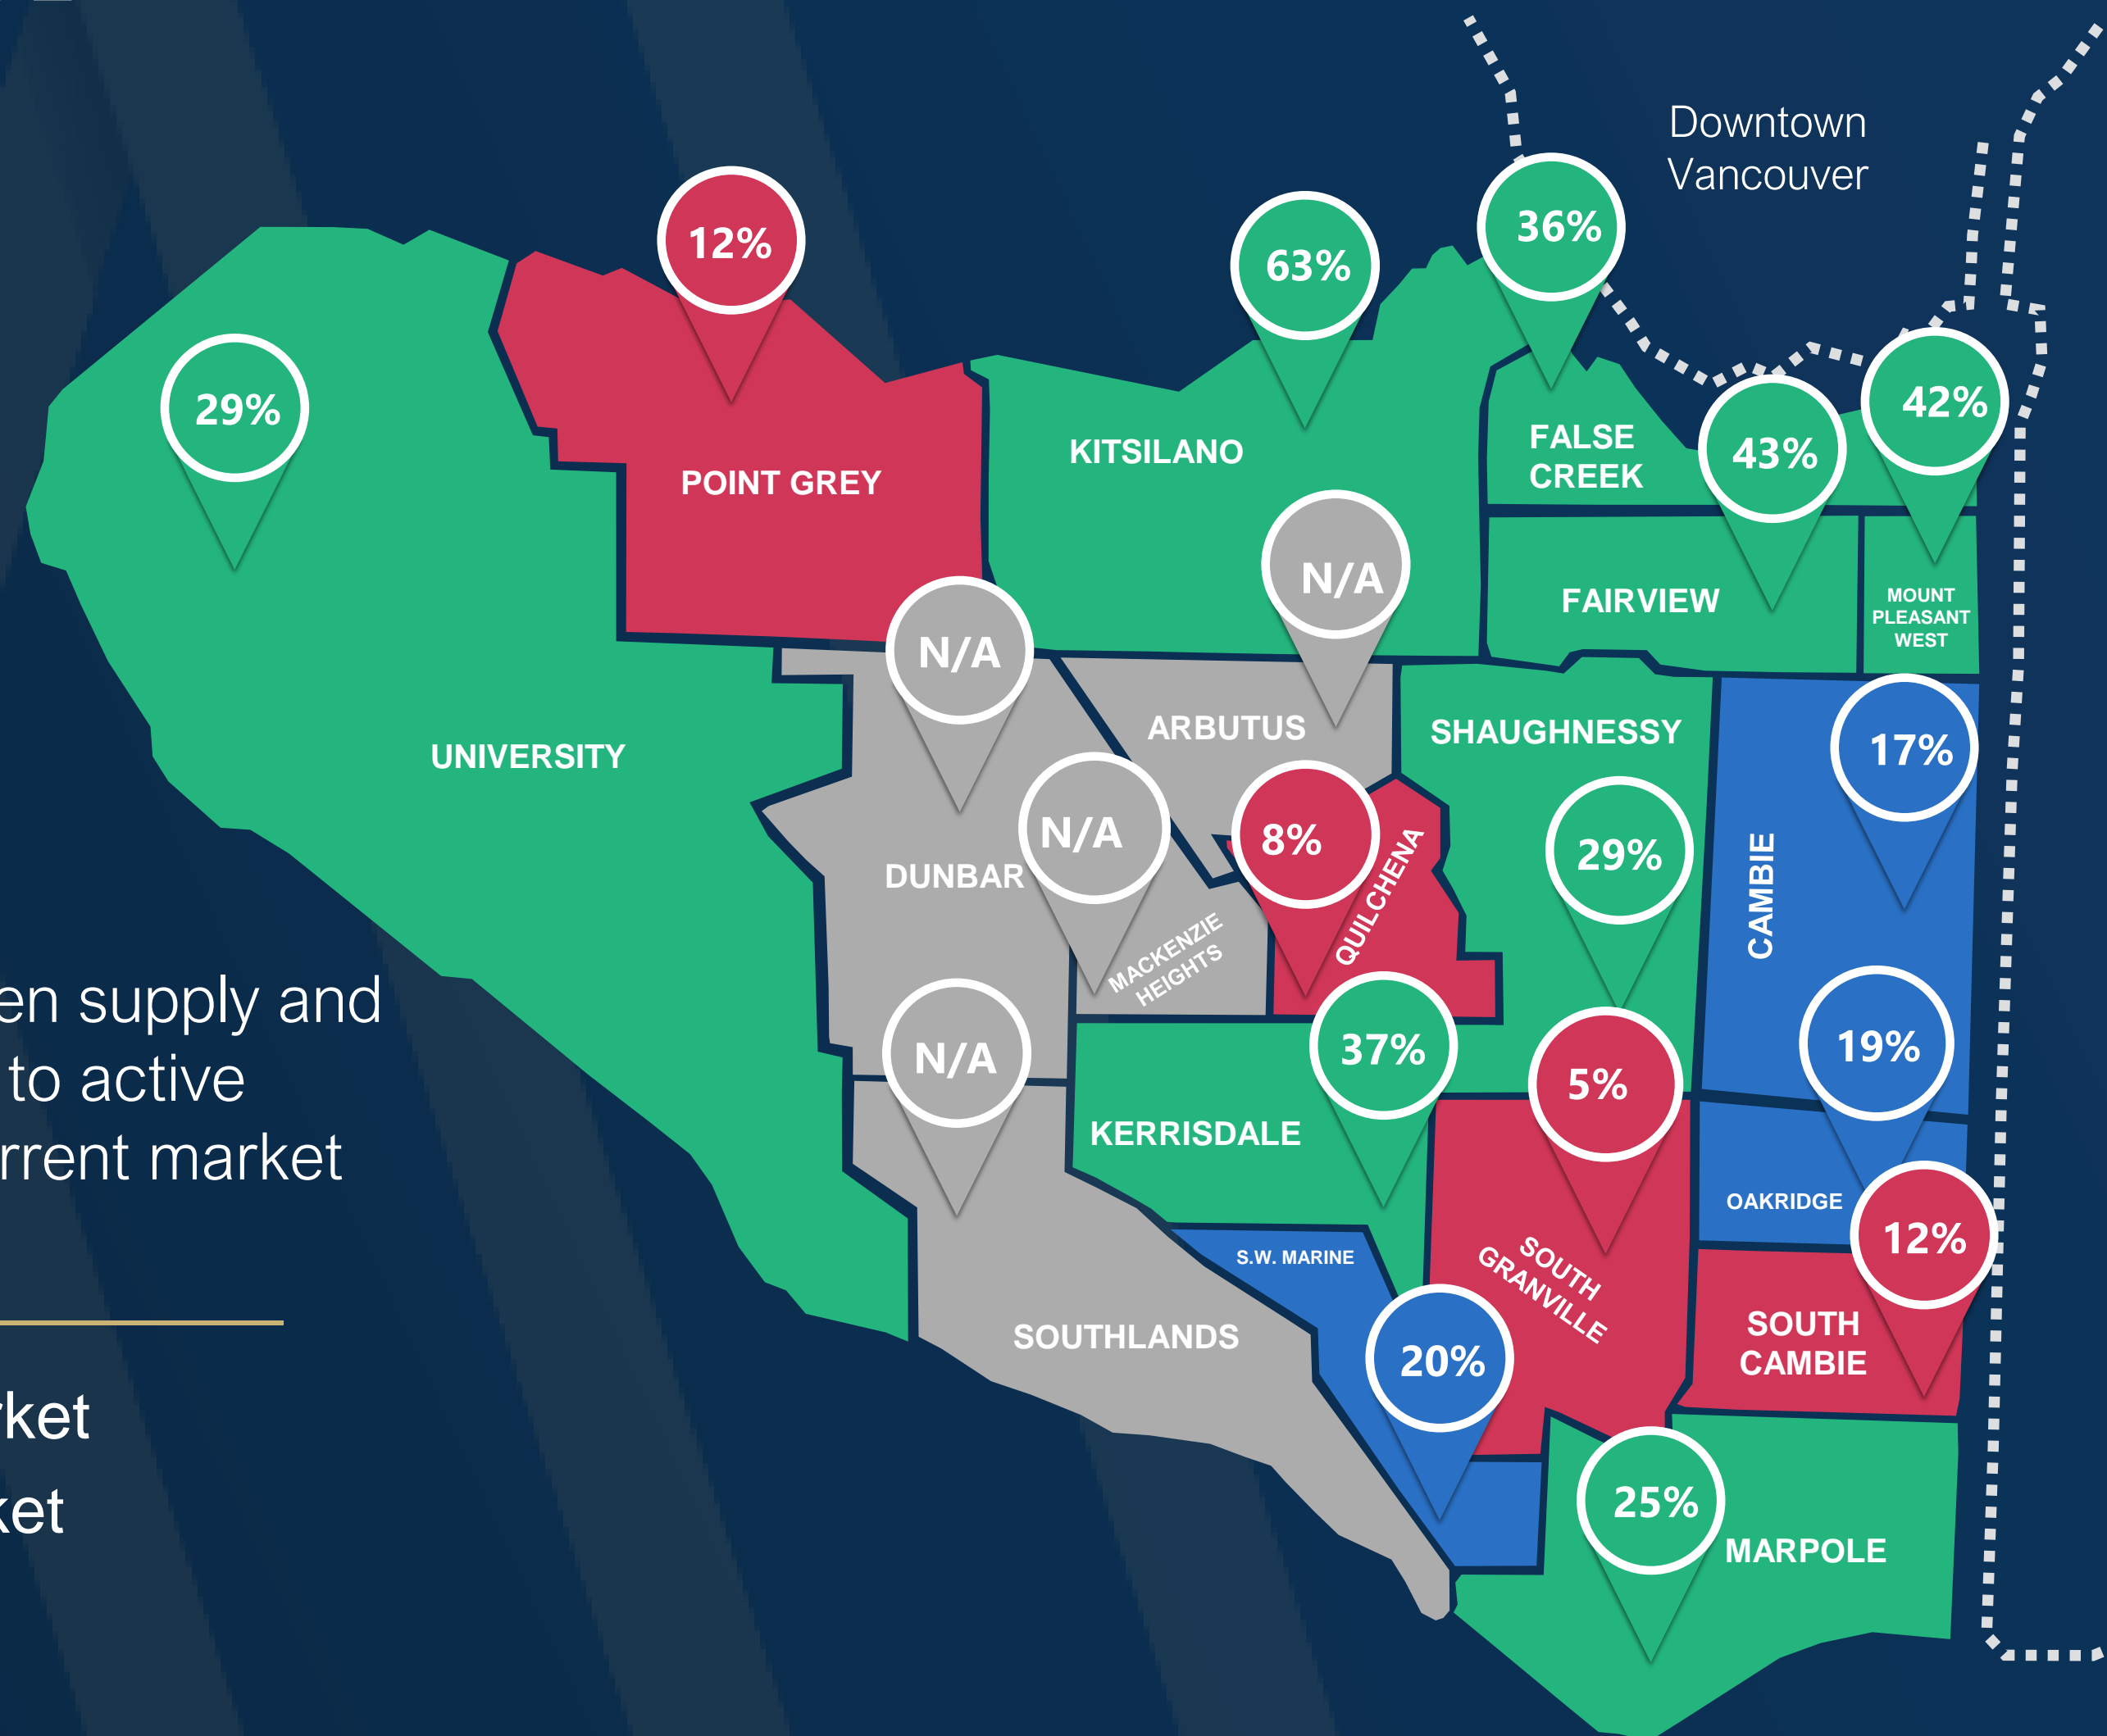 Downtown
Vancouver
12%
63%
36%
29%
42%
43%
POINT GREY
KITSILANO
FALSE
CREEK
N/A
FAIRVIEW
MOUNT
PLEASANT
WEST
N/A
UNIVERSITY
ARBUTUS
SHAUGHNESSY
17%
N/A
8%
29%
DUNBAR
QUILCHENA
CAMBIE
MACKENZIE
HEIGHTS
en supply and
to active
rrent market
N/A
37%
5%
19%
KERRISDALE
OAKRIDGE
12%
S.W. MARINE
SOUTH
GRANVILLE
SOUTHLANDS
20%
SOUTH
CAMBIE
rket
ket
25%
MARPOLE